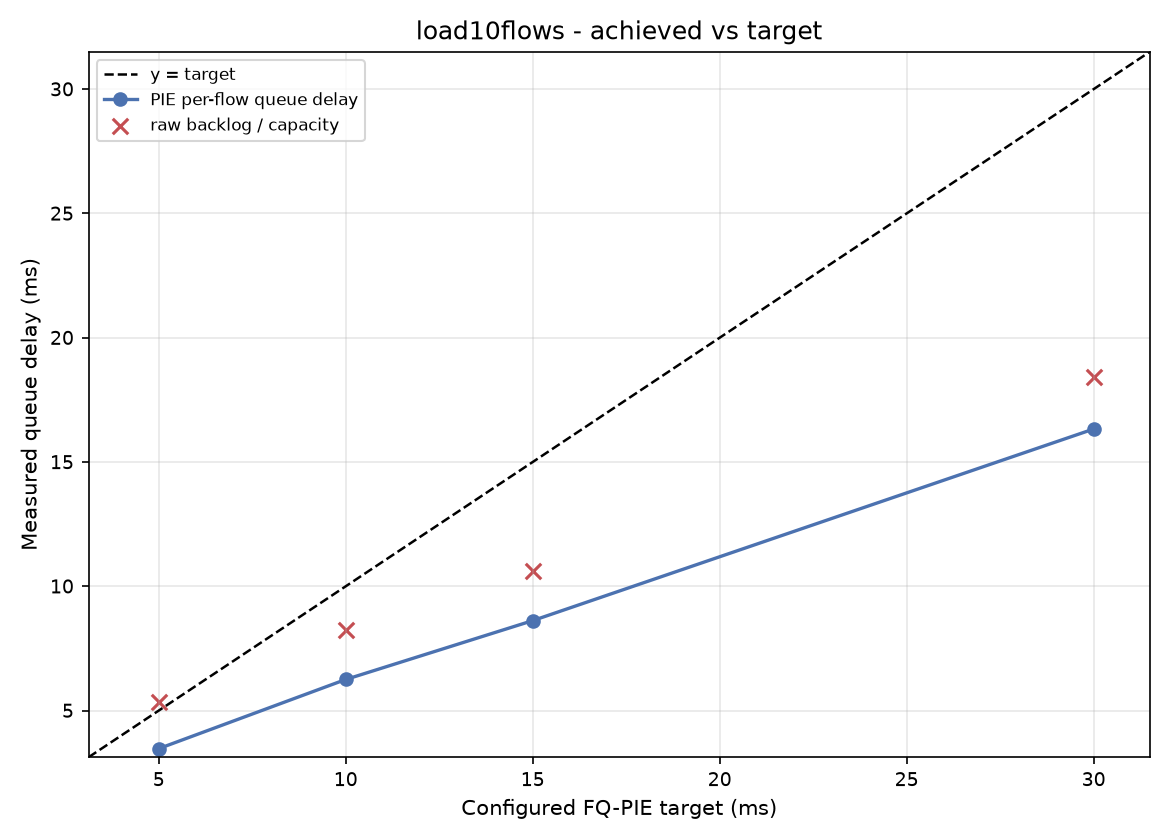 load10flows - achieved vs target
y = target
PIE per-flow queue delay
raw backlog / capacity
30
25
20
15
10
5
Measured queue delay (ms)
5 10 15 20 25 30
Configured FQ-PIE target (ms)